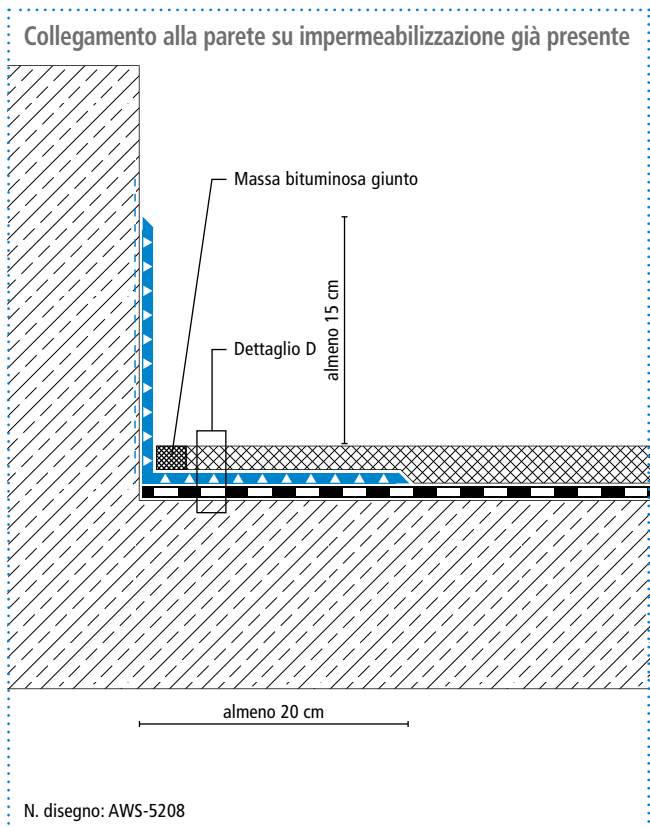 Collegamento alla parete su impermeabilizzazione già presente
Massa bituminosa giunto
almeno 15 cm
Dettaglio D
almeno 20 cm
N. disegno: AWS-5208